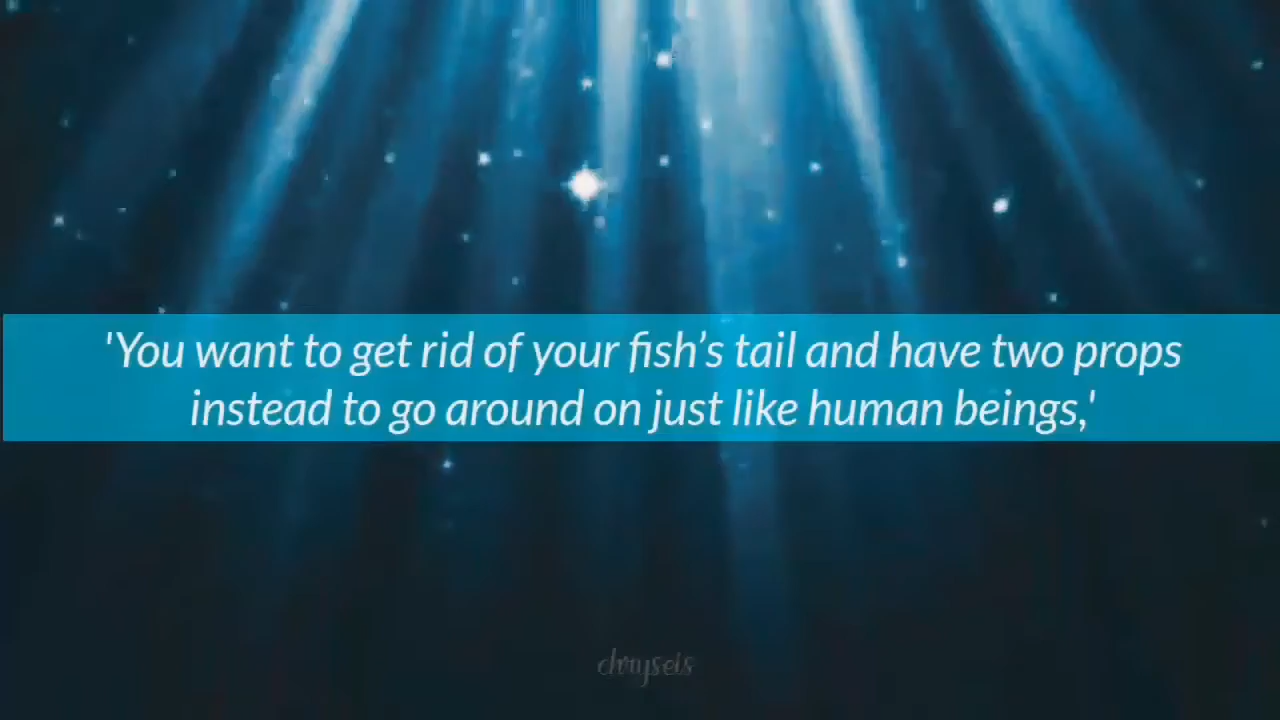 'You want to get rid of your fish’s tail and have two props
instead to go around on just like human beings,'
chryseis